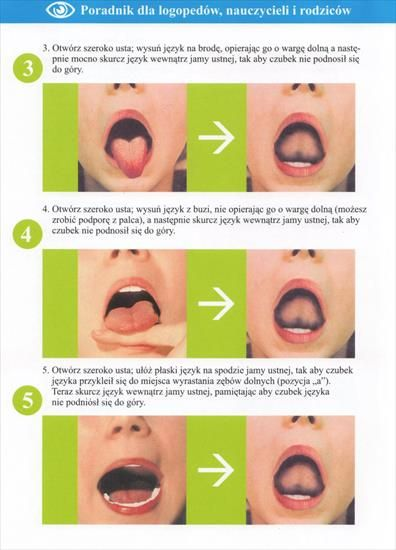 Poradnik dla logopedów, nauczycieli i rodziców
3. Otwórz szeroko usta; wysuń język na brodę, opierając go o wargę dolną a nastę-
pnie mocno skurcz język wewnątrz jamy ustnej, tak aby czubek nie podnosił się
do góry.
3
4. Otwórz szeroko usta; wysuń język z buzi, nie opierając go o wargę dolną (możesz
zrobić podporę z palca), a następnie skurcz język wewnątrz jamy ustnej, tak aby
czubek nie podnosił się do góry.
4
5. Otwórz szeroko usta; ułóż płaski język na spodzie jamy ustnej, tak aby czubek
języka przykleił się do miejsca wyrastania zębów dolnych (pozycja „a”).
Teraz skurcz język wewnątrz jamy ustnej, pamiętając aby czubek języka
nie podniósł się do góry.
5